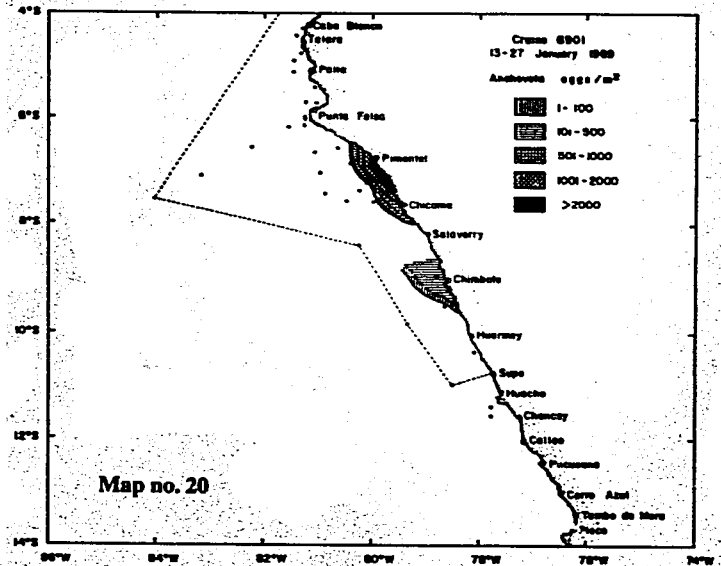 4°S
6°S
8°S
10°S
12°S
14°S
Cabo Blanco
Talara
Paita
Punta Falsa
Pimentel
Chicama
Salaverry
Chimbote
Huarmey
Supe
Huacho
Chancay
Callao
Pucusana
Cerro Azul
Tambo de Mora
Pisco
Cruise 6901
13-27 January 1969
Anchoveta eggs/m²
1-100
101-500
501-1000
1001-2000
>2000
Map no. 20
84°W
82°W
80°W
78°W
76°W
74°W